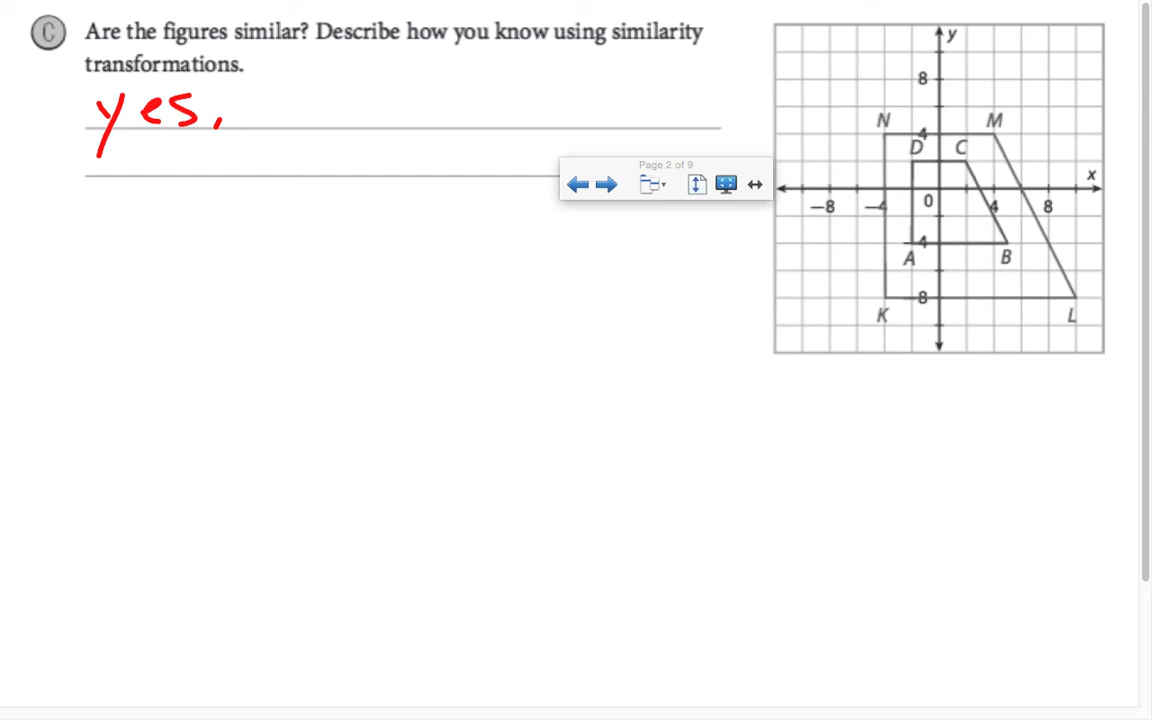 C Are the figures similar? Describe how you know using similarity
transformations.
yes,
Page 2 of 9
y
8
N 4 M
D C
x
−8 −4 0 4 8
−4
A B
−8
K L